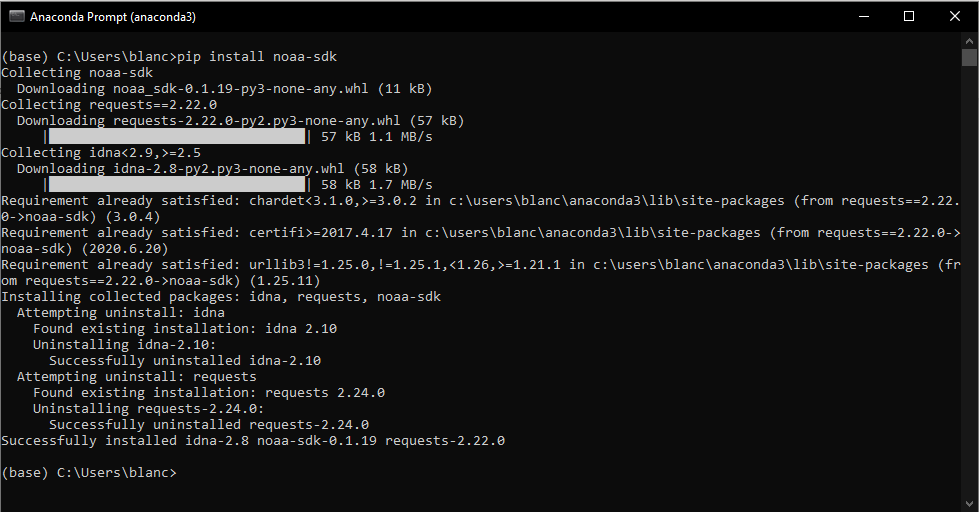 Anaconda Prompt (anaconda3)
(base) C:\Users\blanc>pip install noaa-sdk
Collecting noaa-sdk
  Downloading noaa_sdk-0.1.19-py3-none-any.whl (11 kB)
Collecting requests==2.22.0
  Downloading requests-2.22.0-py2.py3-none-any.whl (57 kB)
     |████████████████████████████████| 57 kB 1.1 MB/s
Collecting idna<2.9,>=2.5
  Downloading idna-2.8-py2.py3-none-any.whl (58 kB)
     |████████████████████████████████| 58 kB 1.7 MB/s
Requirement already satisfied: chardet<3.1.0,>=3.0.2 in c:\users\blanc\anaconda3\lib\site-packages (from requests==2.22.
0->noaa-sdk) (3.0.4)
Requirement already satisfied: certifi>=2017.4.17 in c:\users\blanc\anaconda3\lib\site-packages (from requests==2.22.0->
noaa-sdk) (2020.6.20)
Requirement already satisfied: urllib3!=1.25.0,!=1.25.1,<1.26,>=1.21.1 in c:\users\blanc\anaconda3\lib\site-packages (fr
om requests==2.22.0->noaa-sdk) (1.25.11)
Installing collected packages: idna, requests, noaa-sdk
  Attempting uninstall: idna
    Found existing installation: idna 2.10
    Uninstalling idna-2.10:
      Successfully uninstalled idna-2.10
  Attempting uninstall: requests
    Found existing installation: requests 2.24.0
    Uninstalling requests-2.24.0:
      Successfully uninstalled requests-2.24.0
Successfully installed idna-2.8 noaa-sdk-0.1.19 requests-2.22.0
(base) C:\Users\blanc>